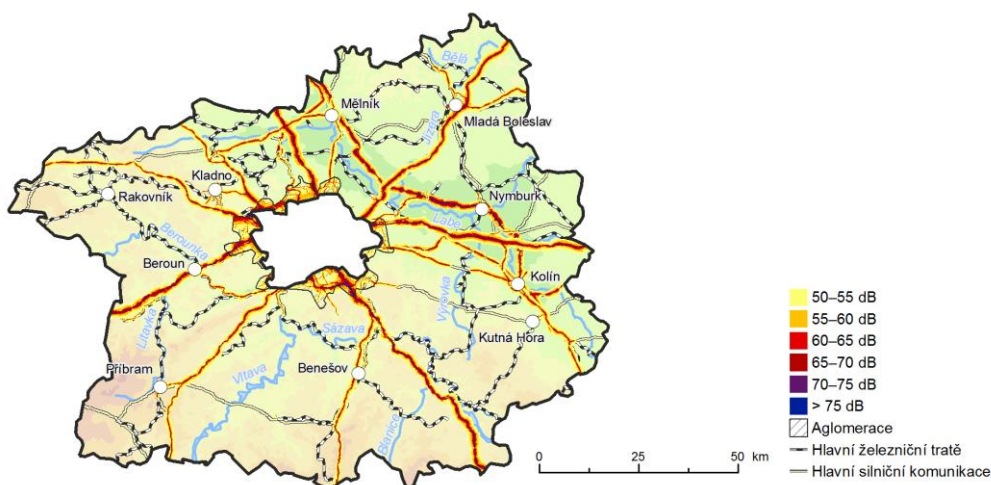 Bělá
Mělník
Jizera
Mladá Boleslav
Kladno
Rakovník
Nymburk
Labe
Berounka
Beroun
Kolín
Výrovka
Litavka
Sázava
Kutná Hora
Příbram
Vltava
Benešov
Blanice
50–55 dB
55–60 dB
60–65 dB
65–70 dB
70–75 dB
> 75 dB
Aglomerace
Hlavní železniční tratě
Hlavní silniční komunikace
0 25 50 km